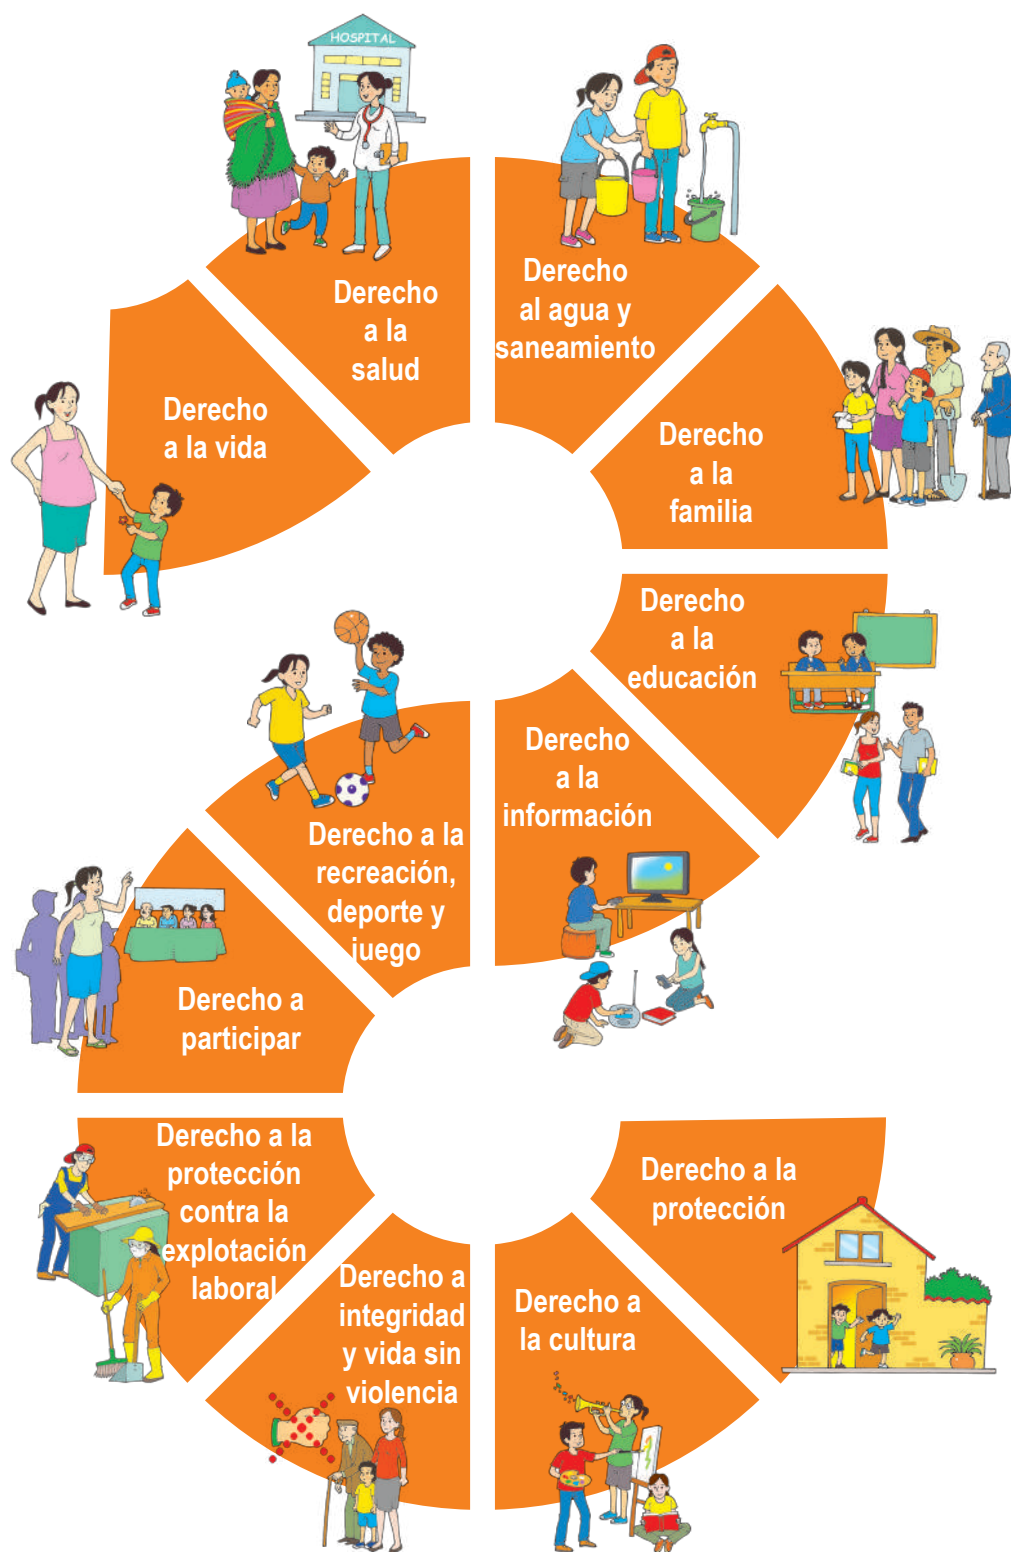 HOSPITAL
Derecho
a la
salud
Derecho
al agua y
saneamiento
Derecho
a la vida
Derecho
a la
familia
Derecho
a la
educación
Derecho
a la
información
Derecho a la
recreación,
deporte y
juego
Derecho a
participar
Derecho a la
protección
contra la
explotación
laboral
Derecho a
integridad
y vida sin
violencia
Derecho a
la cultura
Derecho a la
protección